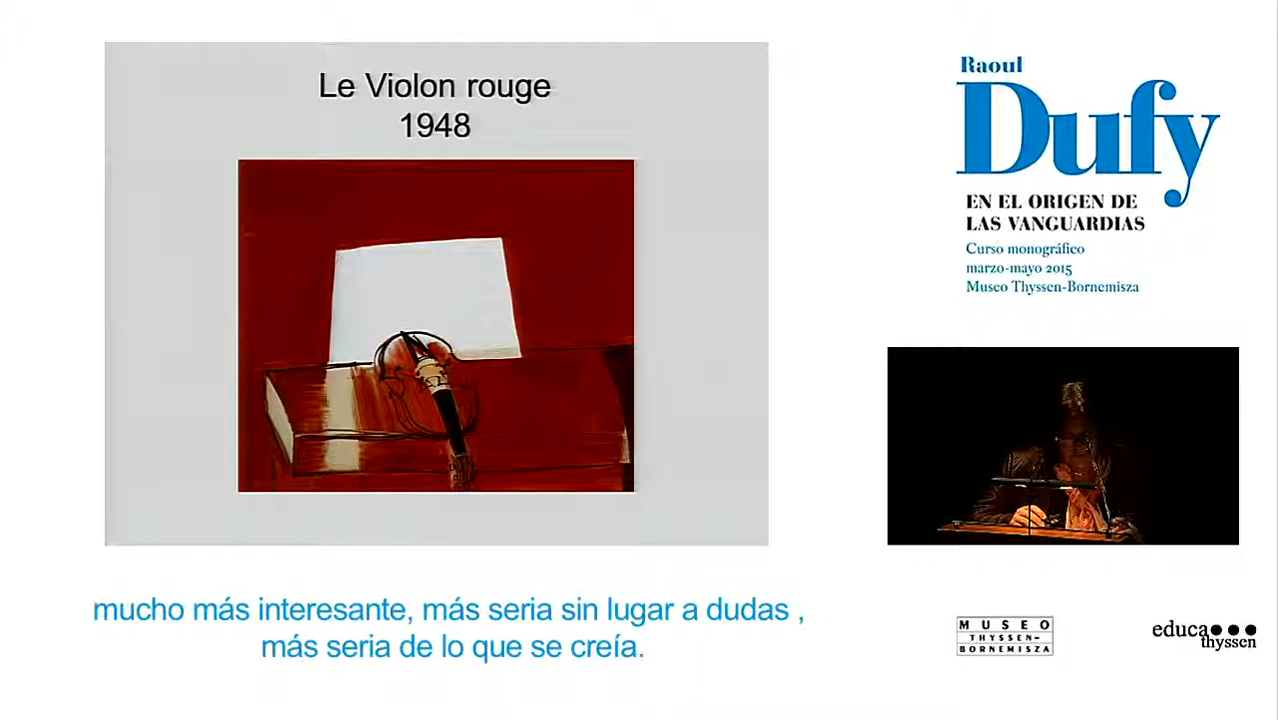 Le Violon rouge
1948
Raoul
Dufy
EN EL ORIGEN DE
LAS VANGUARDIAS
Curso monográfico
marzo-mayo 2015
Museo Thyssen-Bornemisza
mucho más interesante, más seria sin lugar a dudas ,
más seria de lo que se creía.
MUSEO
THYSSEN-
BORNEMISZA
educa
thyssen